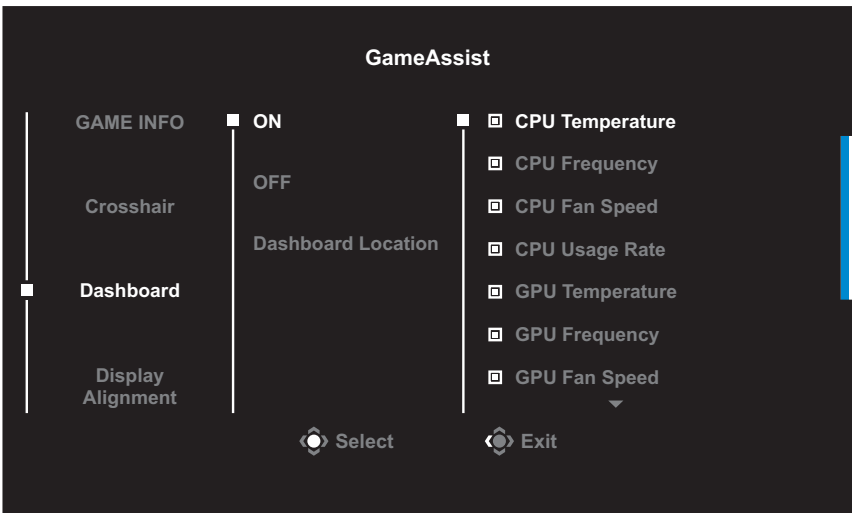 GameAssist
GAME INFO
Crosshair
Dashboard
Display
Alignment
ON
OFF
Dashboard Location
CPU Temperature
CPU Frequency
CPU Fan Speed
CPU Usage Rate
GPU Temperature
GPU Frequency
GPU Fan Speed
Select
Exit